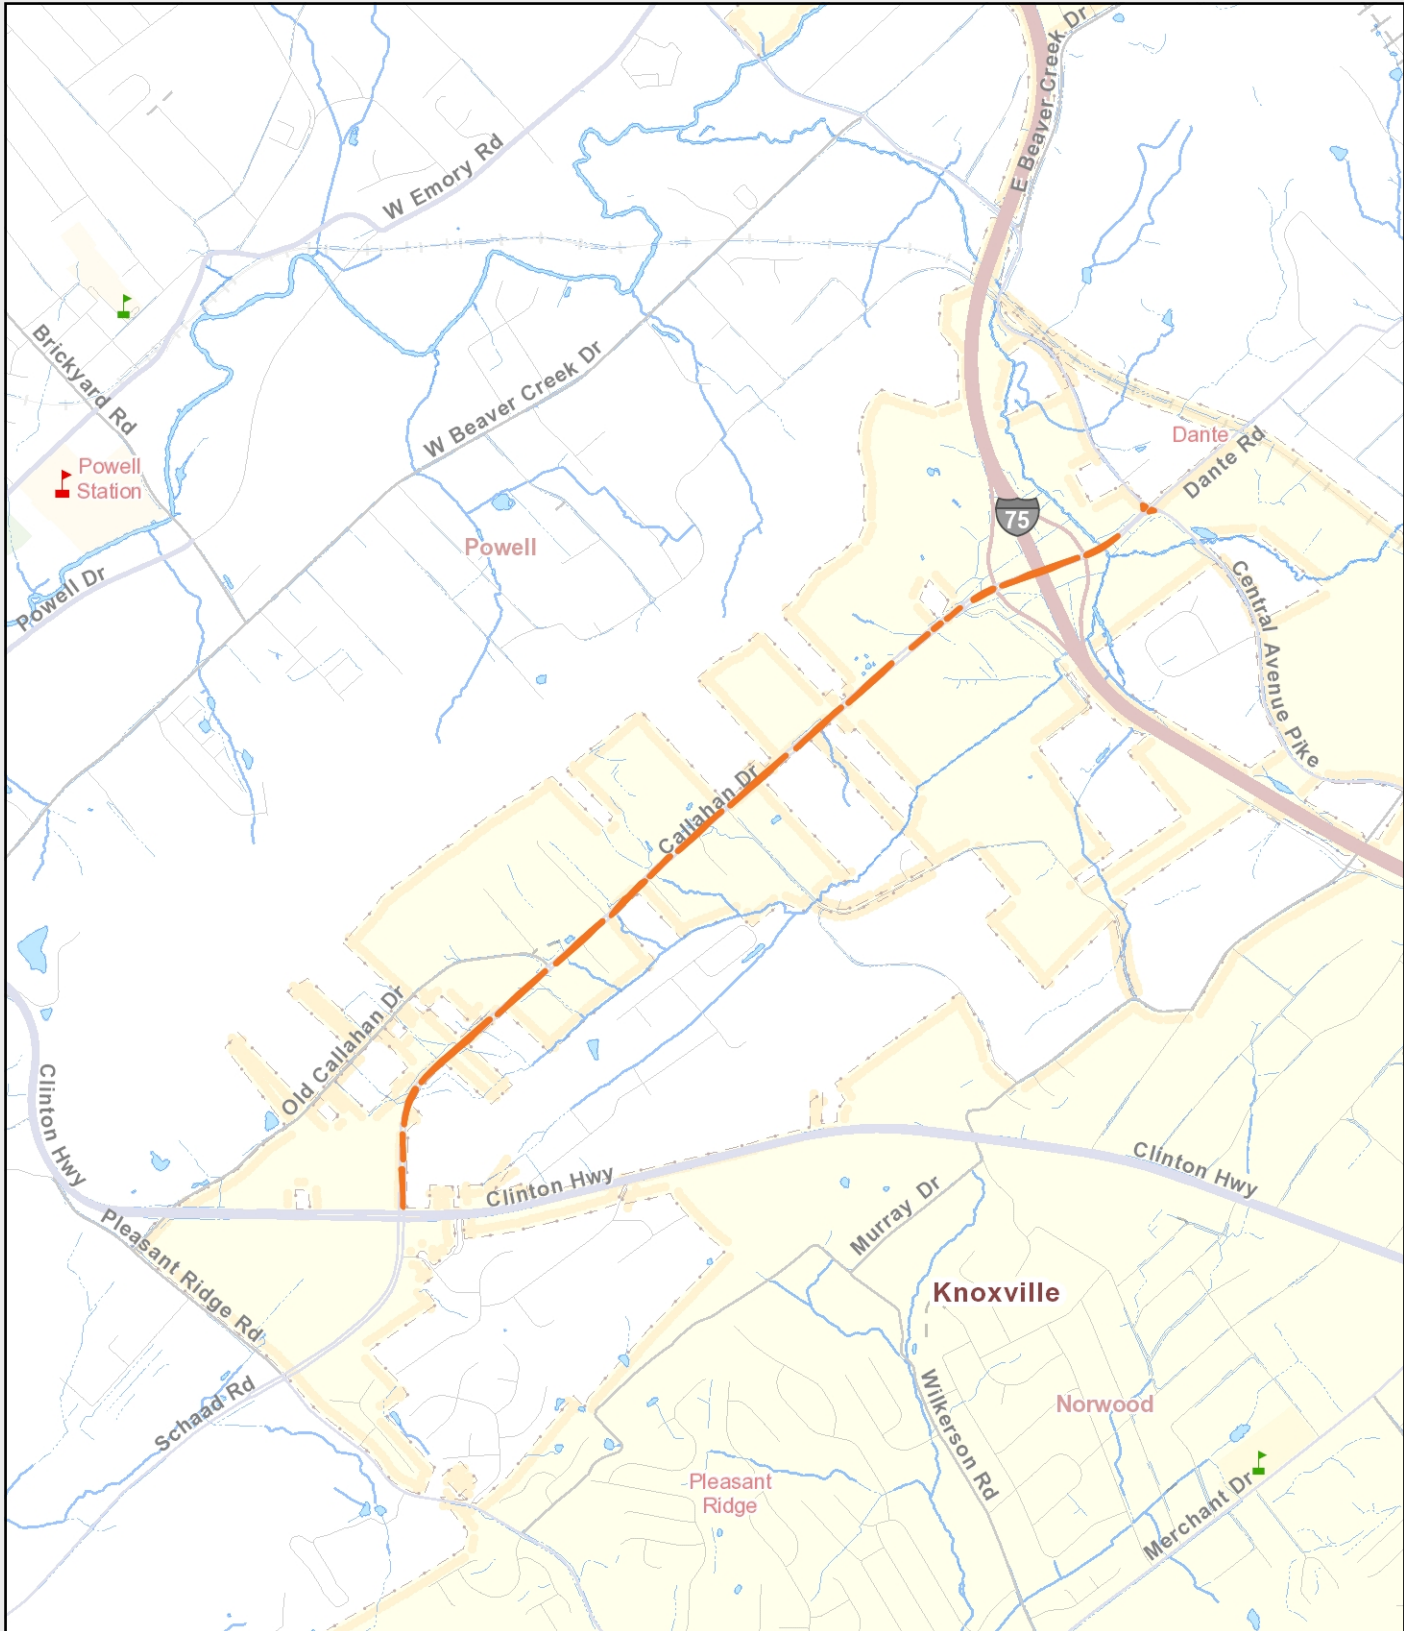 E Beaver Creek Dr
W Emory Rd
Brickyard Rd
W Beaver Creek Dr
Dante
Dante Rd
Powell
Station
75
Powell
Powell Dr
Central Avenue Pike
Callahan Dr
Old Callahan Dr
Clinton Hwy
Clinton Hwy
Clinton Hwy
Murray Dr
Pleasant Ridge Rd
Knoxville
Schaad Rd
Wilkerson Rd
Norwood
Pleasant
Ridge
Merchant Dr